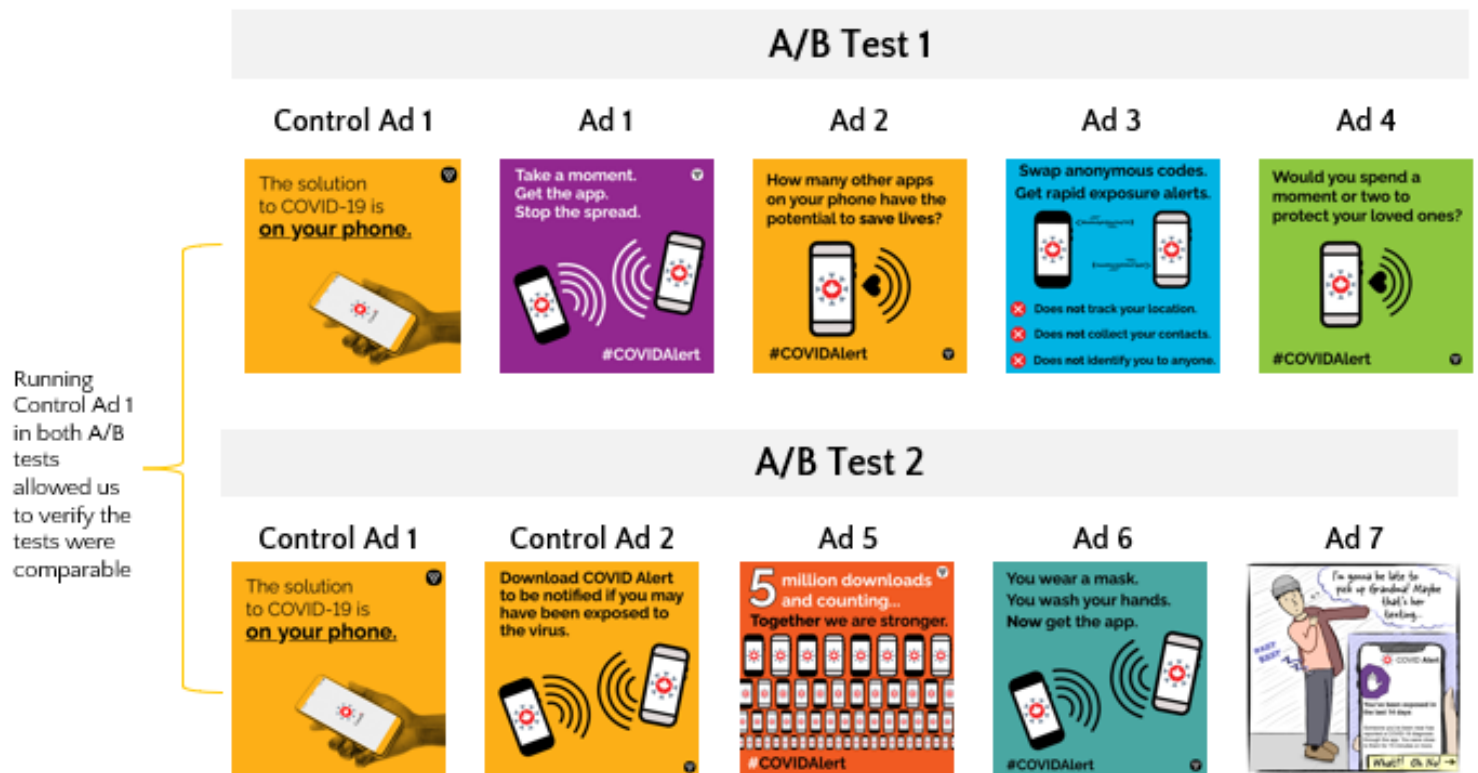 A/B Test 1
Control Ad 1
Ad 1
Ad 2
Ad 3
Ad 4
The solution
to COVID-19 is
on your phone.
Take a moment.
Get the app.
Stop the spread.
#COVIDAlert
How many other apps
on your phone have the
potential to save lives?
#COVIDAlert
Swap anonymous codes.
Get rapid exposure alerts.
Does not track your location.
Does not collect your contacts.
Does not identify you to anyone.
Would you spend a
moment or two to
protect your loved ones?
#COVIDAlert
Running
Control Ad 1
in both A/B
tests
allowed us
to verify the
tests were
comparable
A/B Test 2
Control Ad 1
Control Ad 2
Ad 5
Ad 6
Ad 7
The solution
to COVID-19 is
on your phone.
Download COVID Alert
to be notified if you may
have been exposed to
the virus.
5 million downloads
and counting...
Together we are stronger.
#COVIDAlert
You wear a mask.
You wash your hands.
Now get the app.
#COVIDAlert
I'm gonna be late to
pick up Grandma! Maybe
that's her
texting...
COVID Alert
You've been exposed in
the last 14 days
What!! Oh No!